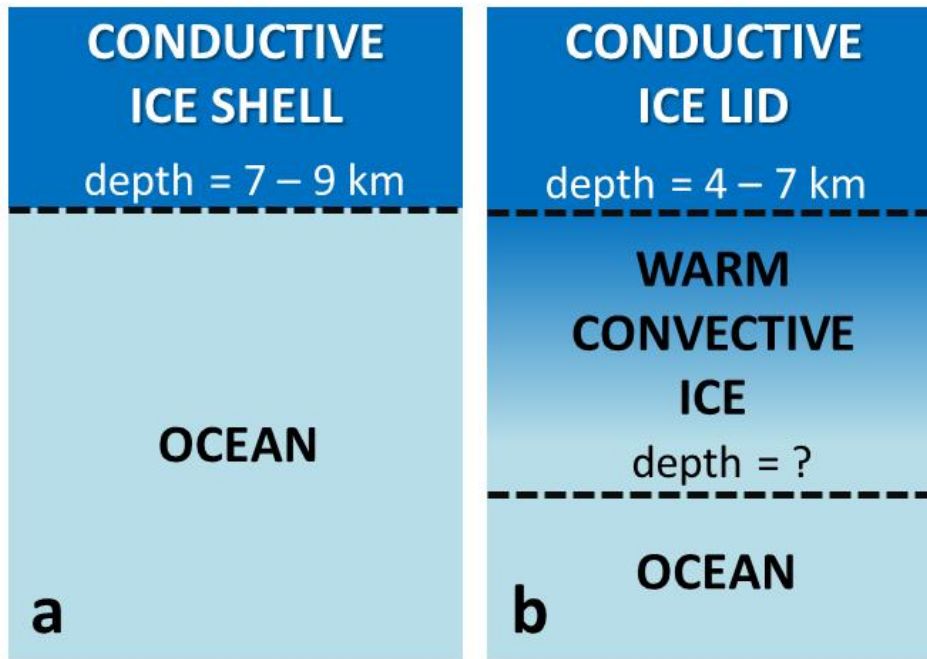 CONDUCTIVE
ICE SHELL
depth = 7 – 9 km
OCEAN
a
CONDUCTIVE
ICE LID
depth = 4 – 7 km
WARM
CONVECTIVE
ICE
depth = ?
OCEAN
b